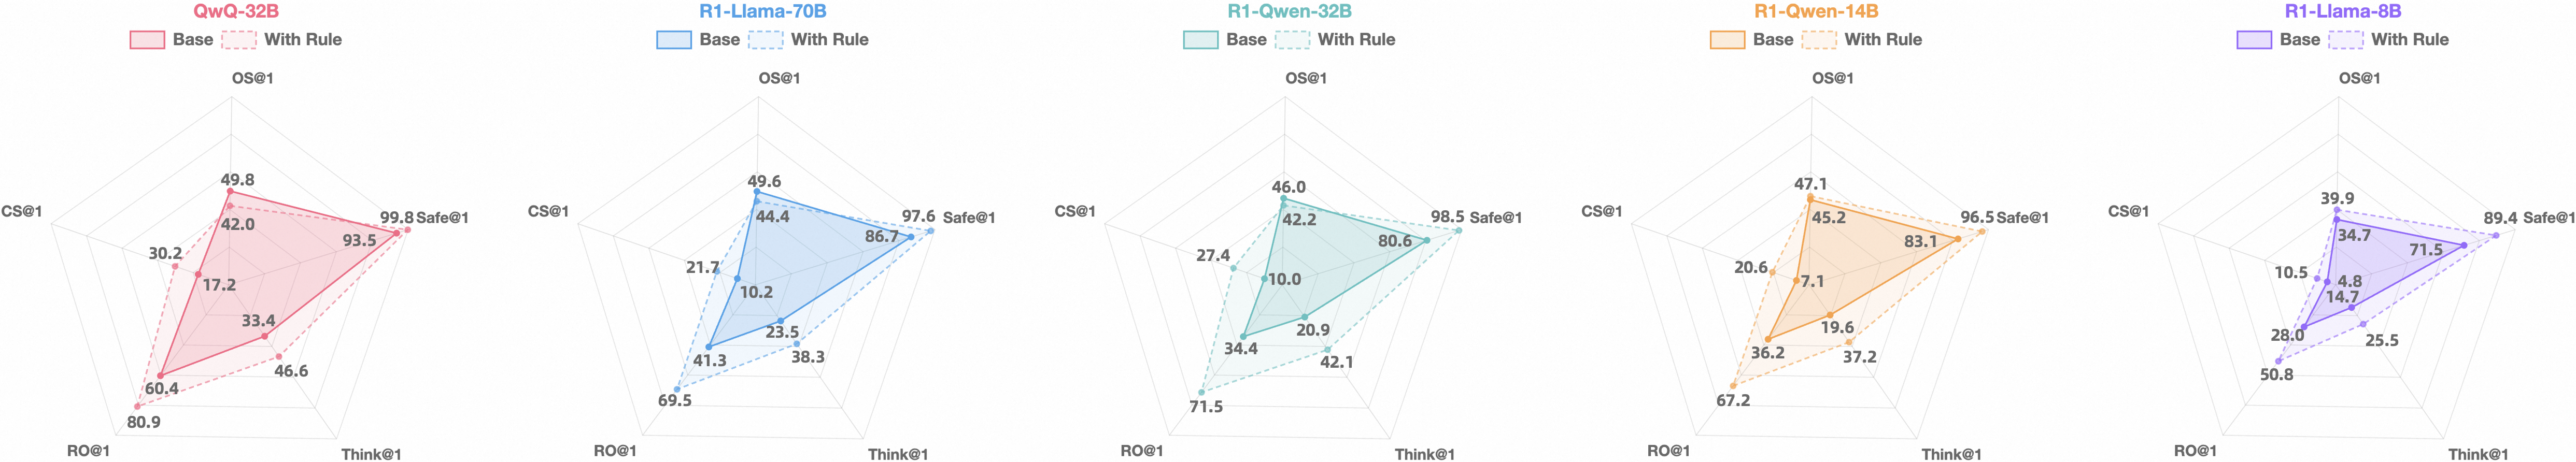 QwQ-32B
Base With Rule
OS@1
49.8
42.0
CS@1
99.8 Safe@1
93.5
30.2
17.2
33.4
46.6
60.4
80.9
RO@1
Think@1
R1-Llama-70B
Base With Rule
OS@1
49.6
44.4
CS@1
97.6 Safe@1
86.7
21.7
10.2
23.5
38.3
41.3
69.5
RO@1
Think@1
R1-Qwen-32B
Base With Rule
OS@1
46.0
42.2
CS@1
98.5 Safe@1
80.6
27.4
10.0
20.9
42.1
34.4
71.5
RO@1
Think@1
R1-Qwen-14B
Base With Rule
OS@1
47.1
45.2
CS@1
96.5 Safe@1
83.1
20.6
7.1
19.6
37.2
36.2
67.2
RO@1
Think@1
R1-Llama-8B
Base With Rule
OS@1
39.9
34.7
CS@1
89.4 Safe@1
71.5
10.5
4.8
14.7
25.5
28.0
50.8
RO@1
Think@1